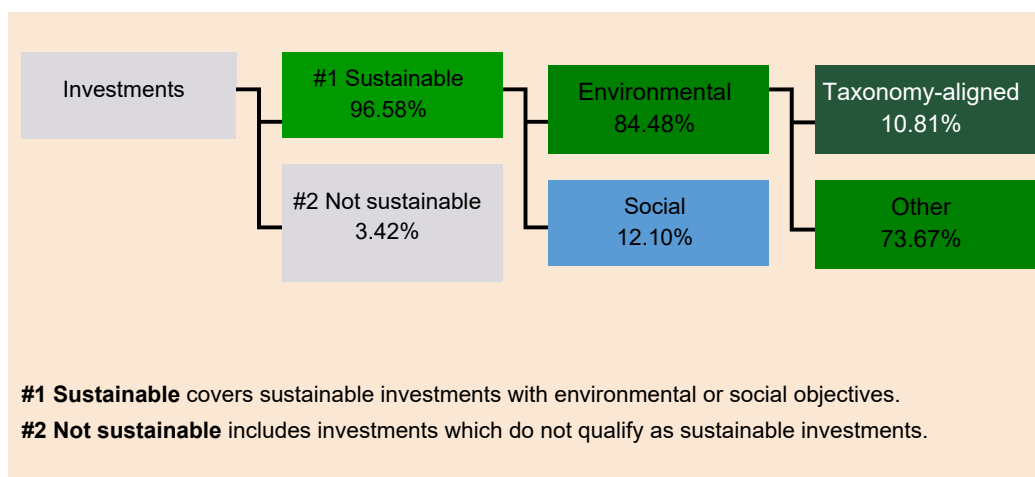 Investments
#1 Sustainable
96.58%
#2 Not sustainable
3.42%
Environmental
84.48%
Social
12.10%
Taxonomy-aligned
10.81%
Other
73.67%
#1 Sustainable covers sustainable investments with environmental or social objectives.
#2 Not sustainable includes investments which do not qualify as sustainable investments.